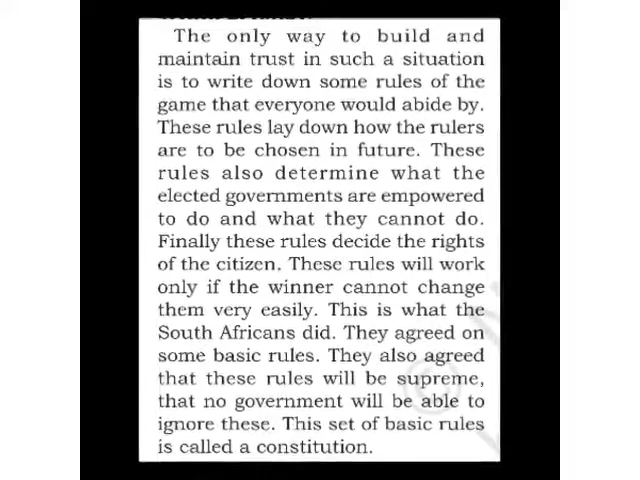 The only way to build and
maintain trust in such a situation
is to write down some rules of the
game that everyone would abide by.
These rules lay down how the rulers
are to be chosen in future. These
rules also determine what the
elected governments are empowered
to do and what they cannot do.
Finally these rules decide the rights
of the citizen. These rules will work
only if the winner cannot change
them very easily. This is what the
South Africans did. They agreed on
some basic rules. They also agreed
that these rules will be supreme,
that no government will be able to
ignore these. This set of basic rules
is called a constitution.